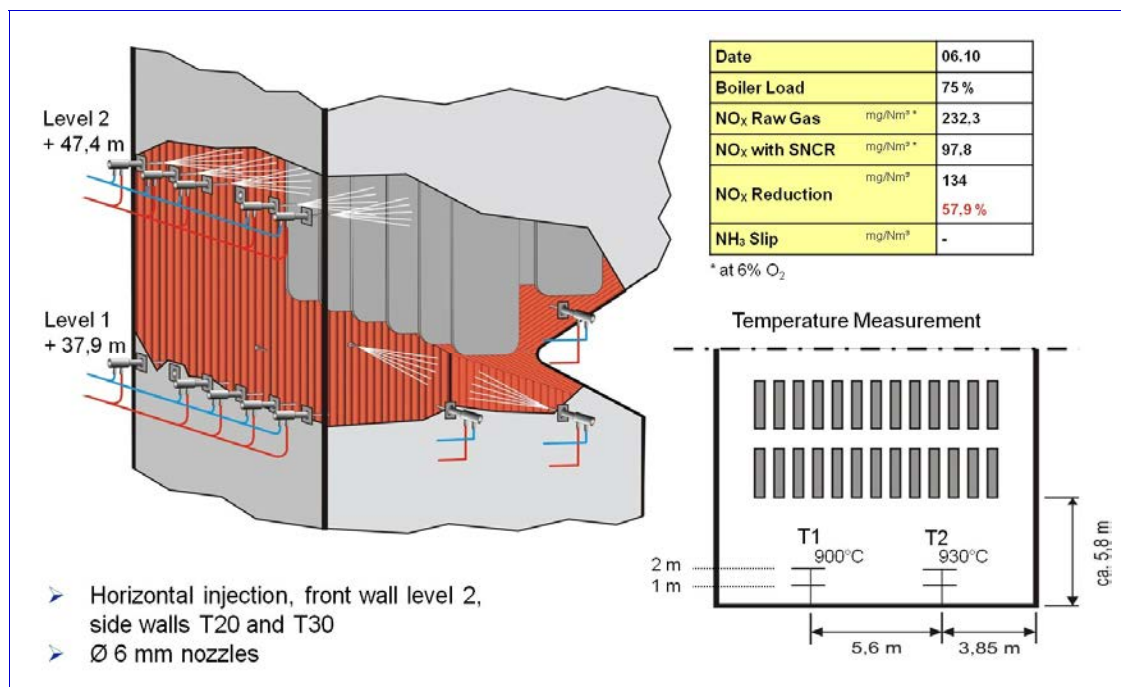 Level 2
+ 47,4 m
Level 1
+ 37,9 m
Date 06.10
Boiler Load 75 %
NOₓ Raw Gas mg/Nm³ * 232,3
NOₓ with SNCR mg/Nm³ * 97,8
NOₓ Reduction mg/Nm³ 134
57,9 %
NH₃ Slip mg/Nm³ -
* at 6% O₂
Temperature Measurement
T1 T2
900°C 930°C
2 m
1 m
ca. 5,8 m
5,6 m 3,85 m
➢ Horizontal injection, front wall level 2,
side walls T20 and T30
➢ Ø 6 mm nozzles